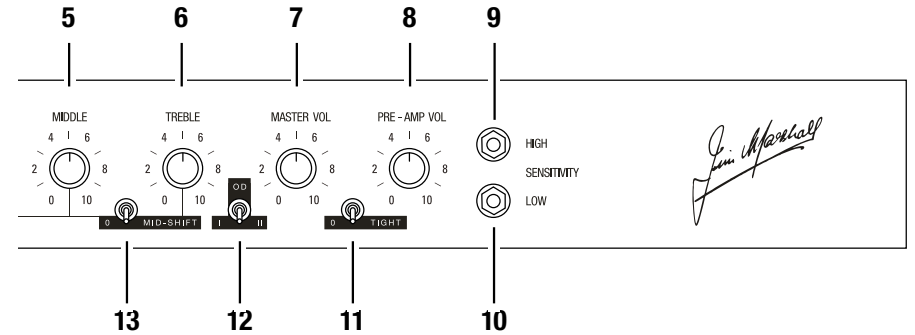 5 6 7 8 9
MIDDLE TREBLE MASTER VOL PRE-AMP VOL
4 6 4 6 4 6 4 6
HIGH
2 8 2 8 2 8 2 8
SENSITIVITY
OD
0 10 0 10 0 10 0 10
LOW
0 MID-SHIFT I II 0 TIGHT
Jim Marshall
13 12 11 10